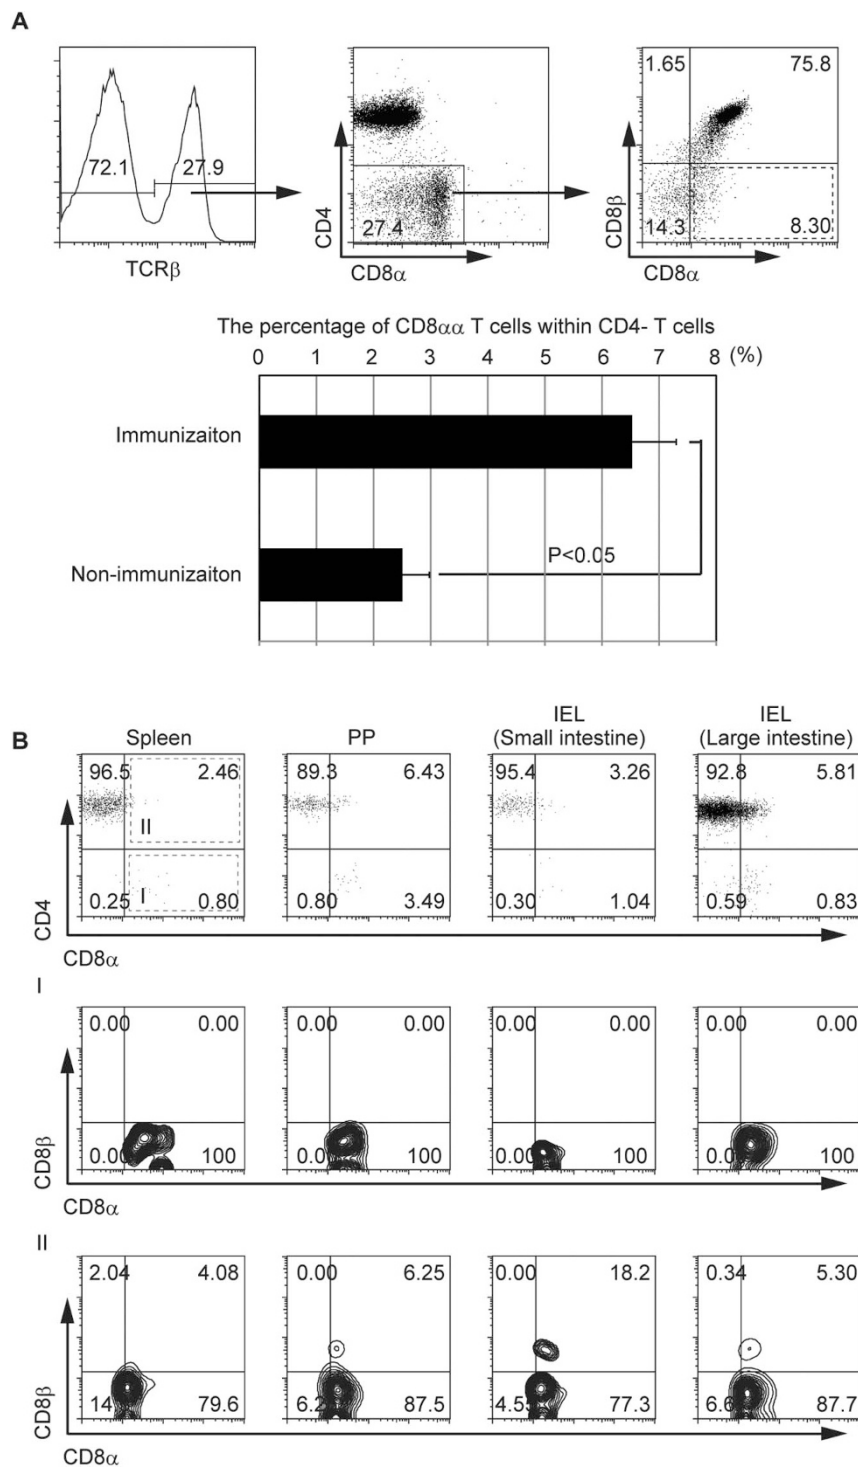 A
72.1
27.9
TCRβ
CD4
27.4
CD8α
CD8β
1.65
75.8
14.3
8.30
CD8α
The percentage of CD8αα T cells within CD4- T cells
0 1 2 3 4 5 6 7 8 (%)
Immunizaiton
Non-immunizaiton
P<0.05
B
Spleen
PP
IEL
(Small intestine)
IEL
(Large intestine)
CD4
96.5 2.46
II
I
0.25 0.80
89.3 6.43
0.80 3.49
95.4 3.26
0.30 1.04
92.8 5.81
0.59 0.83
CD8α
I
CD8β
0.00 0.00
0.00 100
0.00 0.00
100
0.00 0.00
100
0.00 0.00
100
CD8α
II
CD8β
2.04 4.08
14 79.6
0.00 6.25
87.5
0.00 18.2
4.55 77.3
0.34 5.30
87.7
CD8α